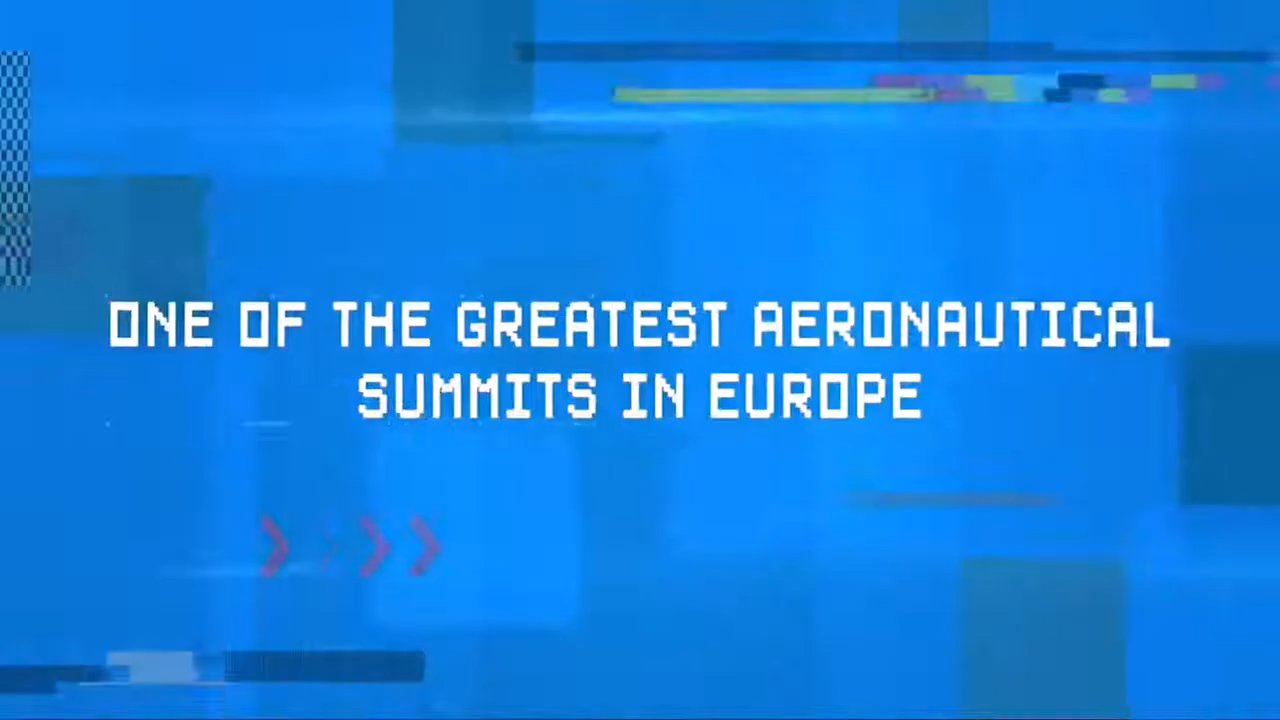 ONE OF THE GREATEST AERONAUTICAL
SUMMITS IN EUROPE